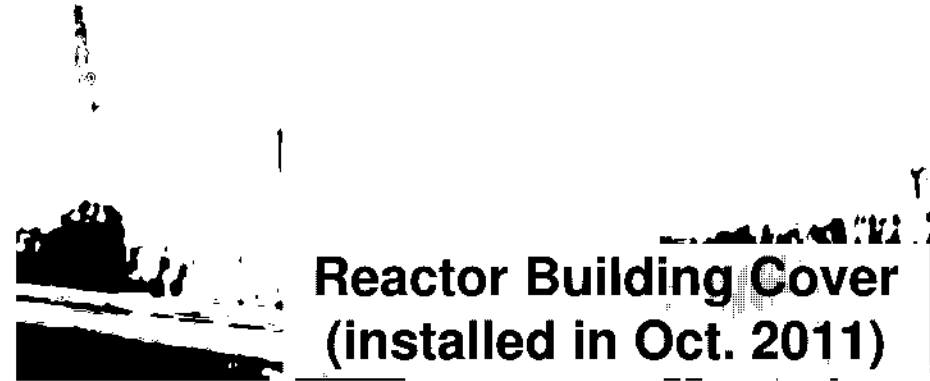 Reactor Building Cover
(installed in Oct. 2011)